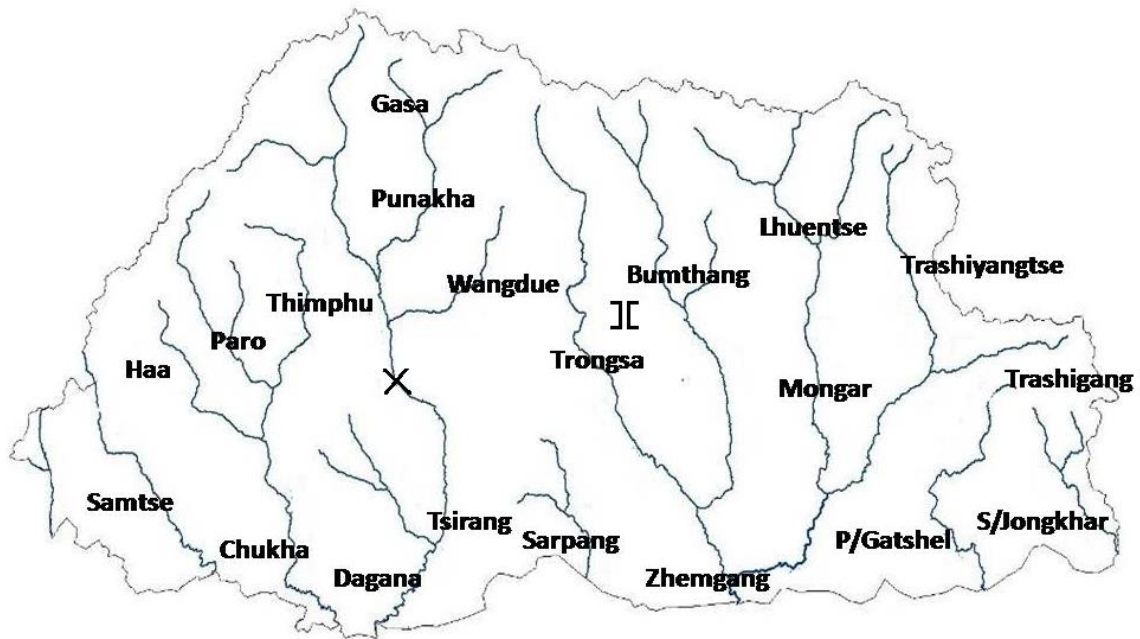 Gasa
Punakha
Lhuentse
Trashiyangtse
Wangdue
Bumthang
Thimphu
Paro
Haa
Trongsa
Mongar
Trashigang
Samtse
Tsirang
Sarpang
P/Gatshel
S/Jongkhar
Chukha
Dagana
Zhemgang